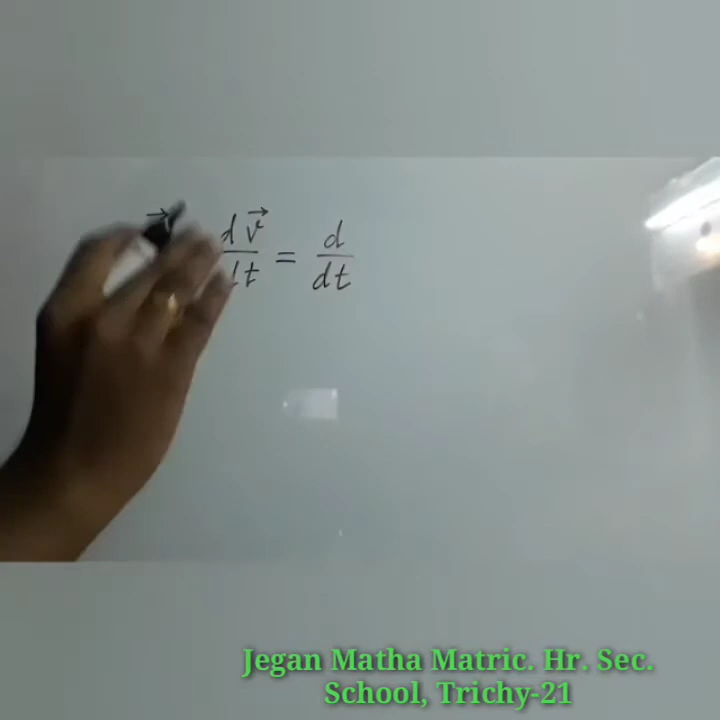 d v⃗ / dt = d / dt
Jegan Matha Matric. Hr. Sec.
School, Trichy-21